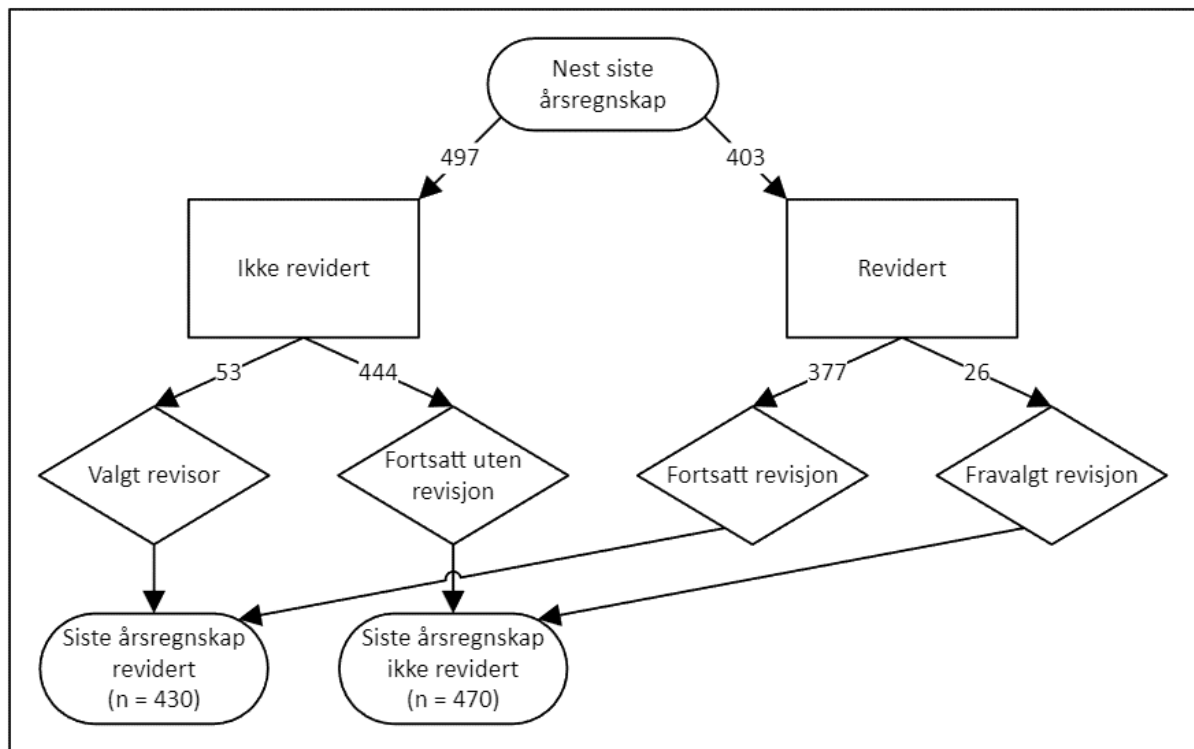 Nest siste
årsregnskap
497
403
Ikke revidert
Revidert
53
444
377
26
Valgt revisor
Fortsatt uten
revisjon
Fortsatt revisjon
Fravalgt revisjon
Siste årsregnskap
revidert
(n = 430)
Siste årsregnskap
ikke revidert
(n = 470)